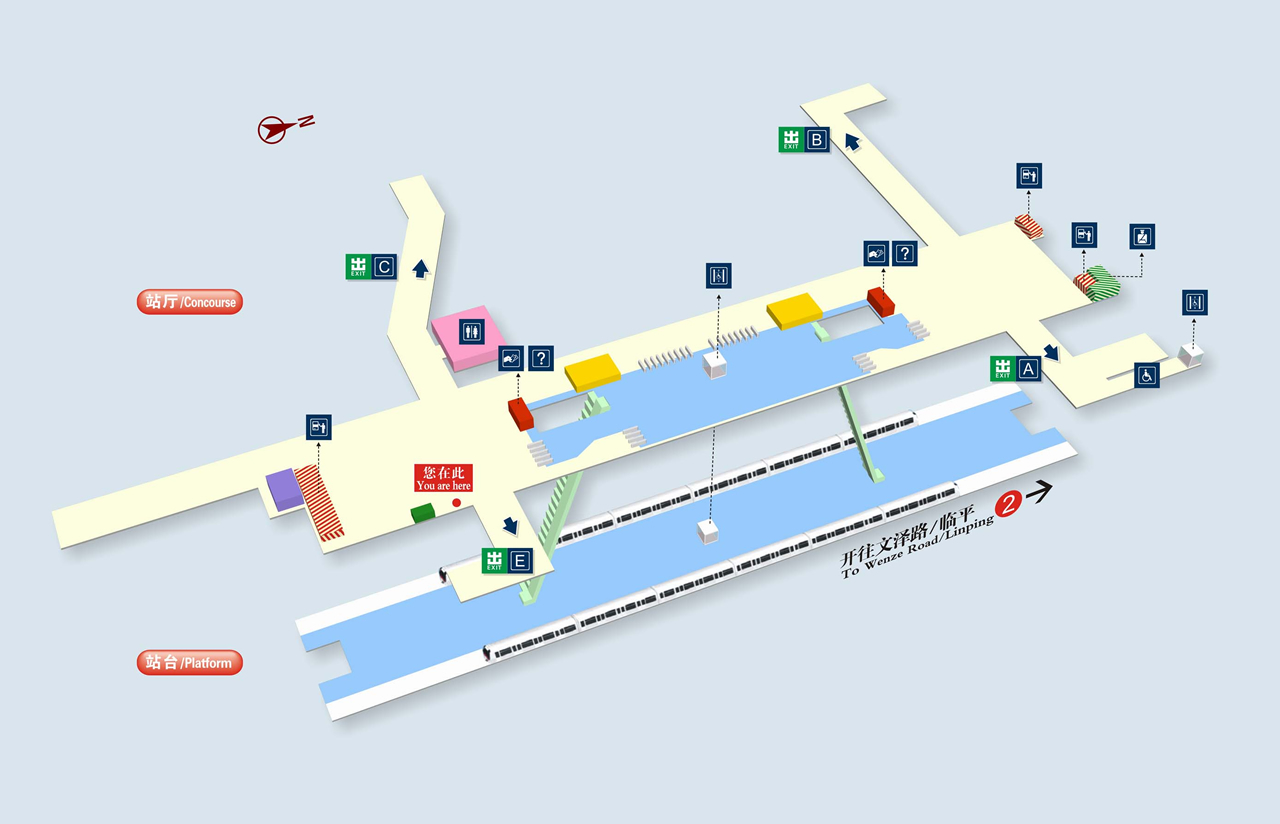 N
出 EXIT B
出 EXIT C
?
站厅/Concourse
?
出 EXIT A
您在此
You are here
出 EXIT E
开往文泽路/临平 2
To Wenze Road/Linping
站台/Platform